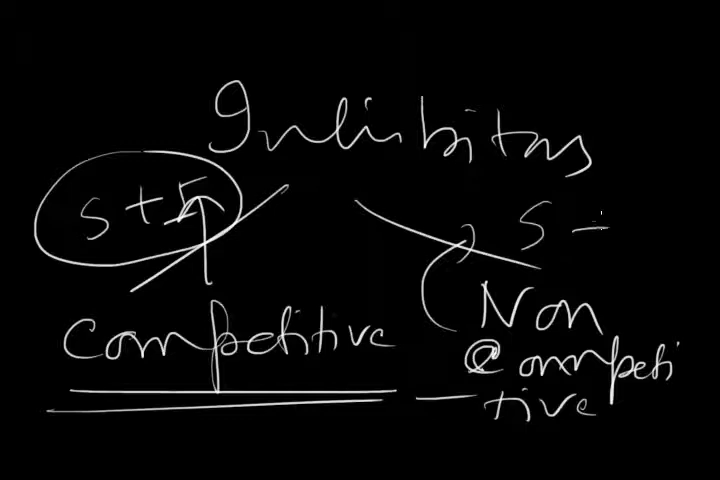 Inhibitors
S + E
S -
competitive
Non
competi
- tive